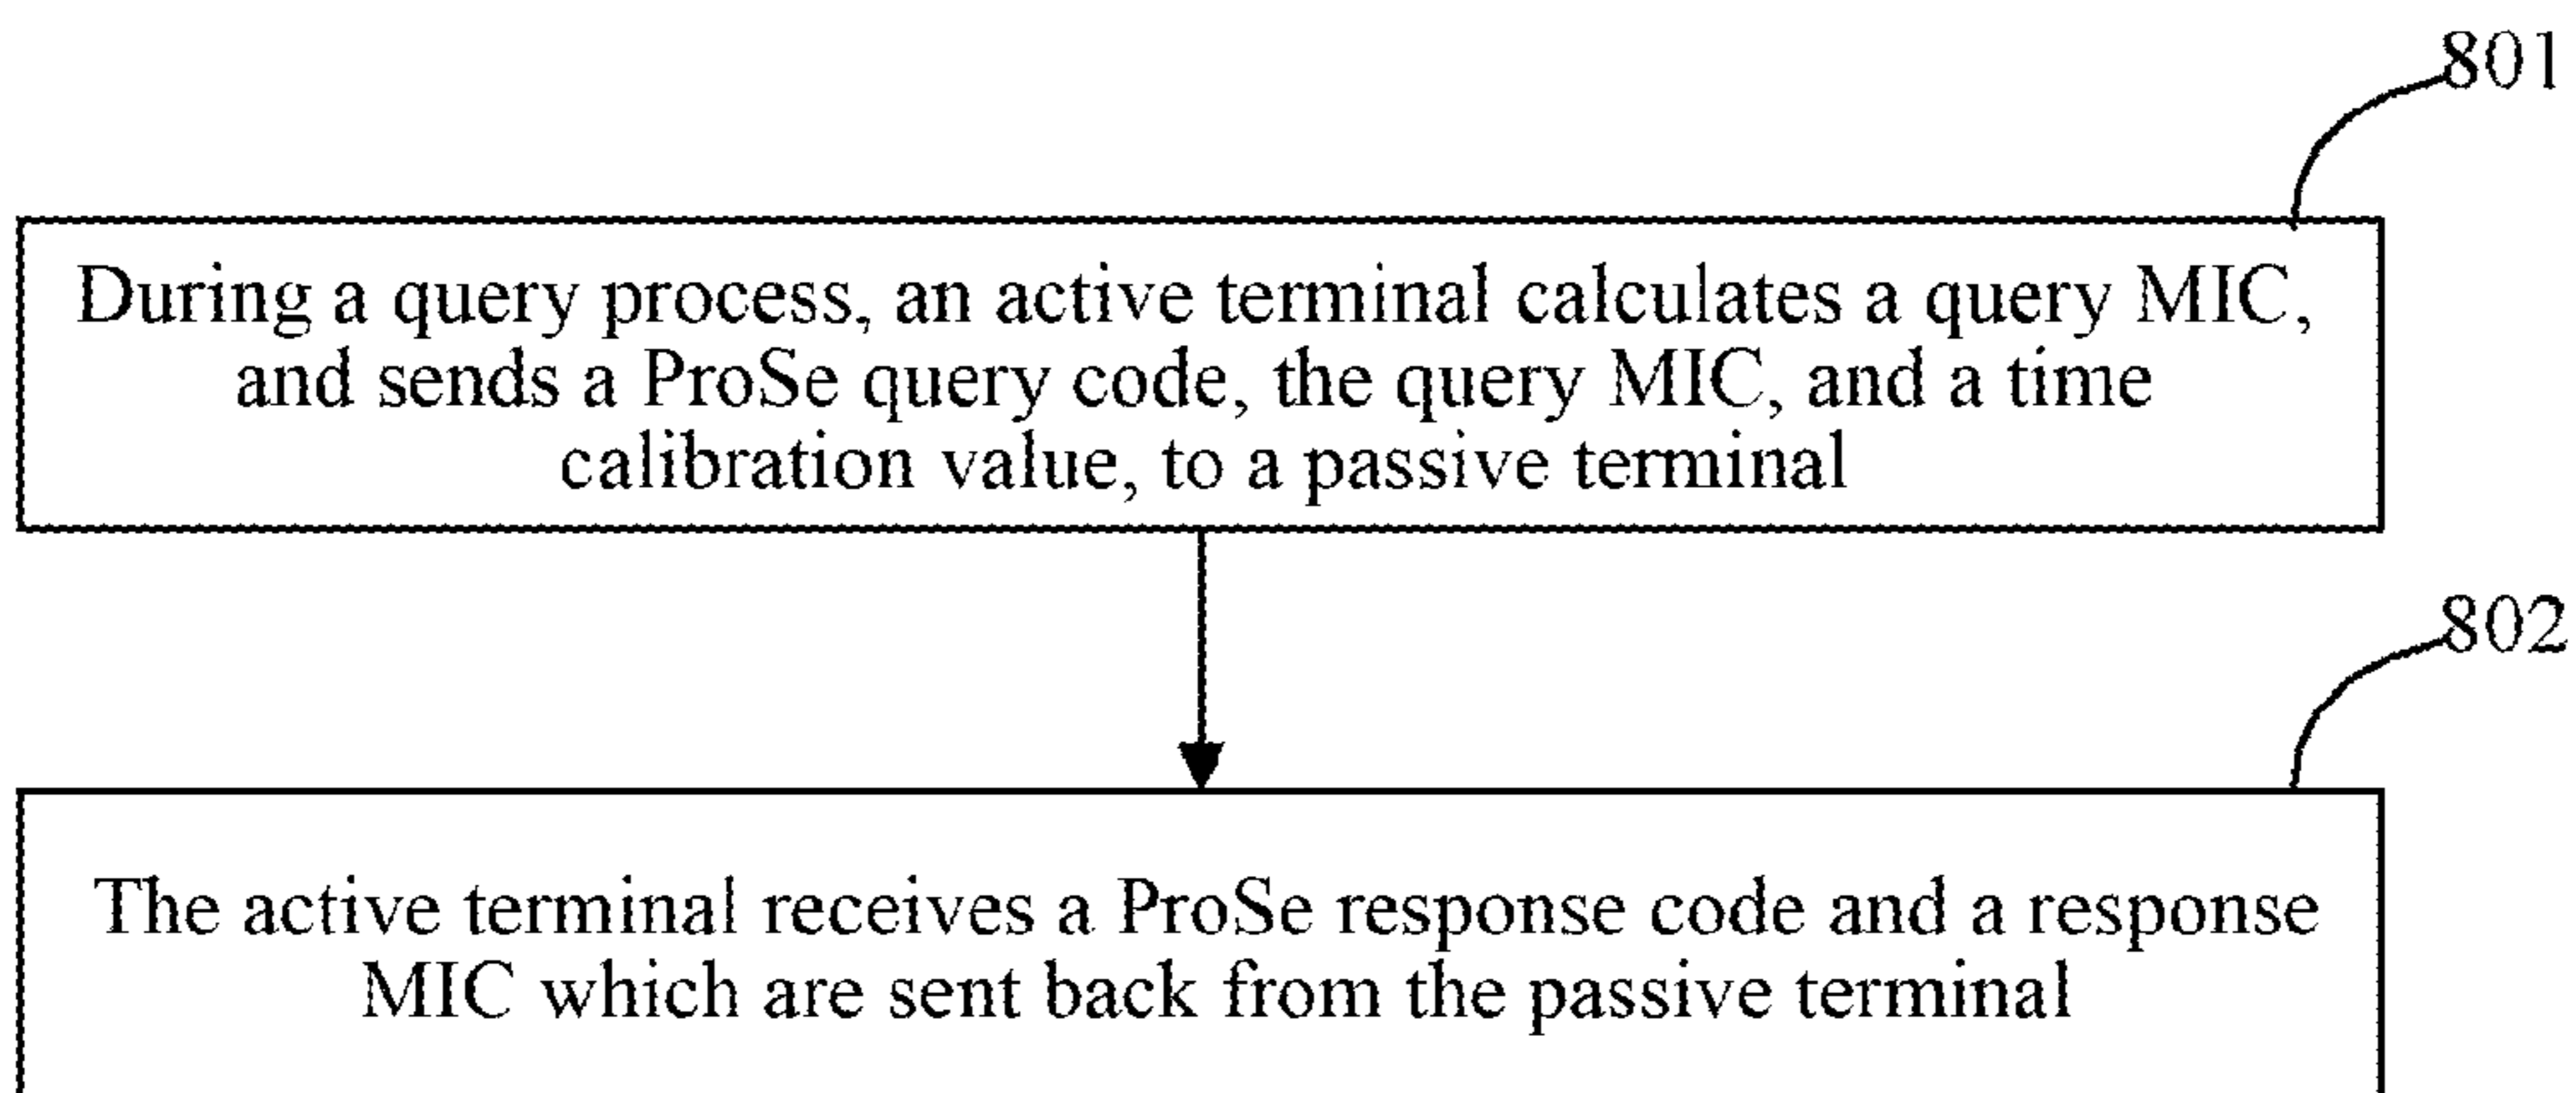 801
During a query process, an active terminal calculates a query MIC,
and sends a ProSe query code, the query MIC, and a time
calibration value, to a passive terminal
802
The active terminal receives a ProSe response code and a response
MIC which are sent back from the passive terminal